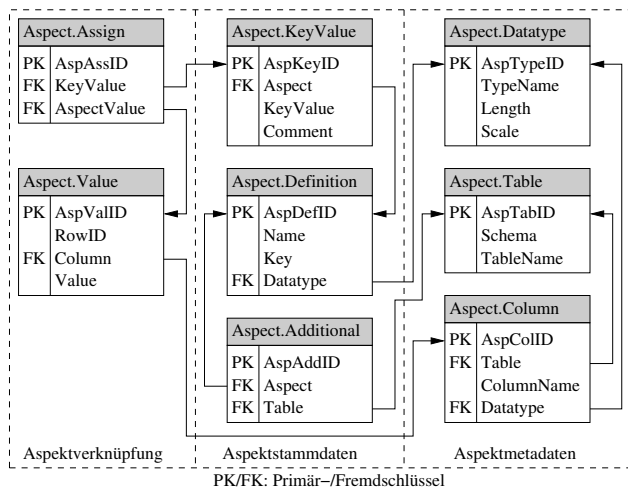 Aspect.Assign
PK AspAssID
FK KeyValue
FK AspectValue
Aspect.Value
PK AspValID
RowID
FK Column
Value
Aspektverknüpfung
Aspect.KeyValue
PK AspKeyID
FK Aspect
KeyValue
Comment
Aspect.Definition
PK AspDefID
Name
Key
FK Datatype
Aspect.Additional
PK AspAddID
FK Aspect
FK Table
Aspektstammdaten
Aspect.Datatype
PK AspTypeID
TypeName
Length
Scale
Aspect.Table
PK AspTabID
Schema
TableName
Aspect.Column
PK AspColID
FK Table
ColumnName
FK Datatype
Aspektmetadaten
PK/FK: Primär−/Fremdschlüssel